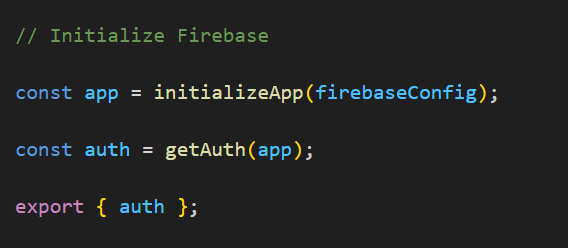 // Initialize Firebase
const app = initializeApp(firebaseConfig);
const auth = getAuth(app);
export { auth };